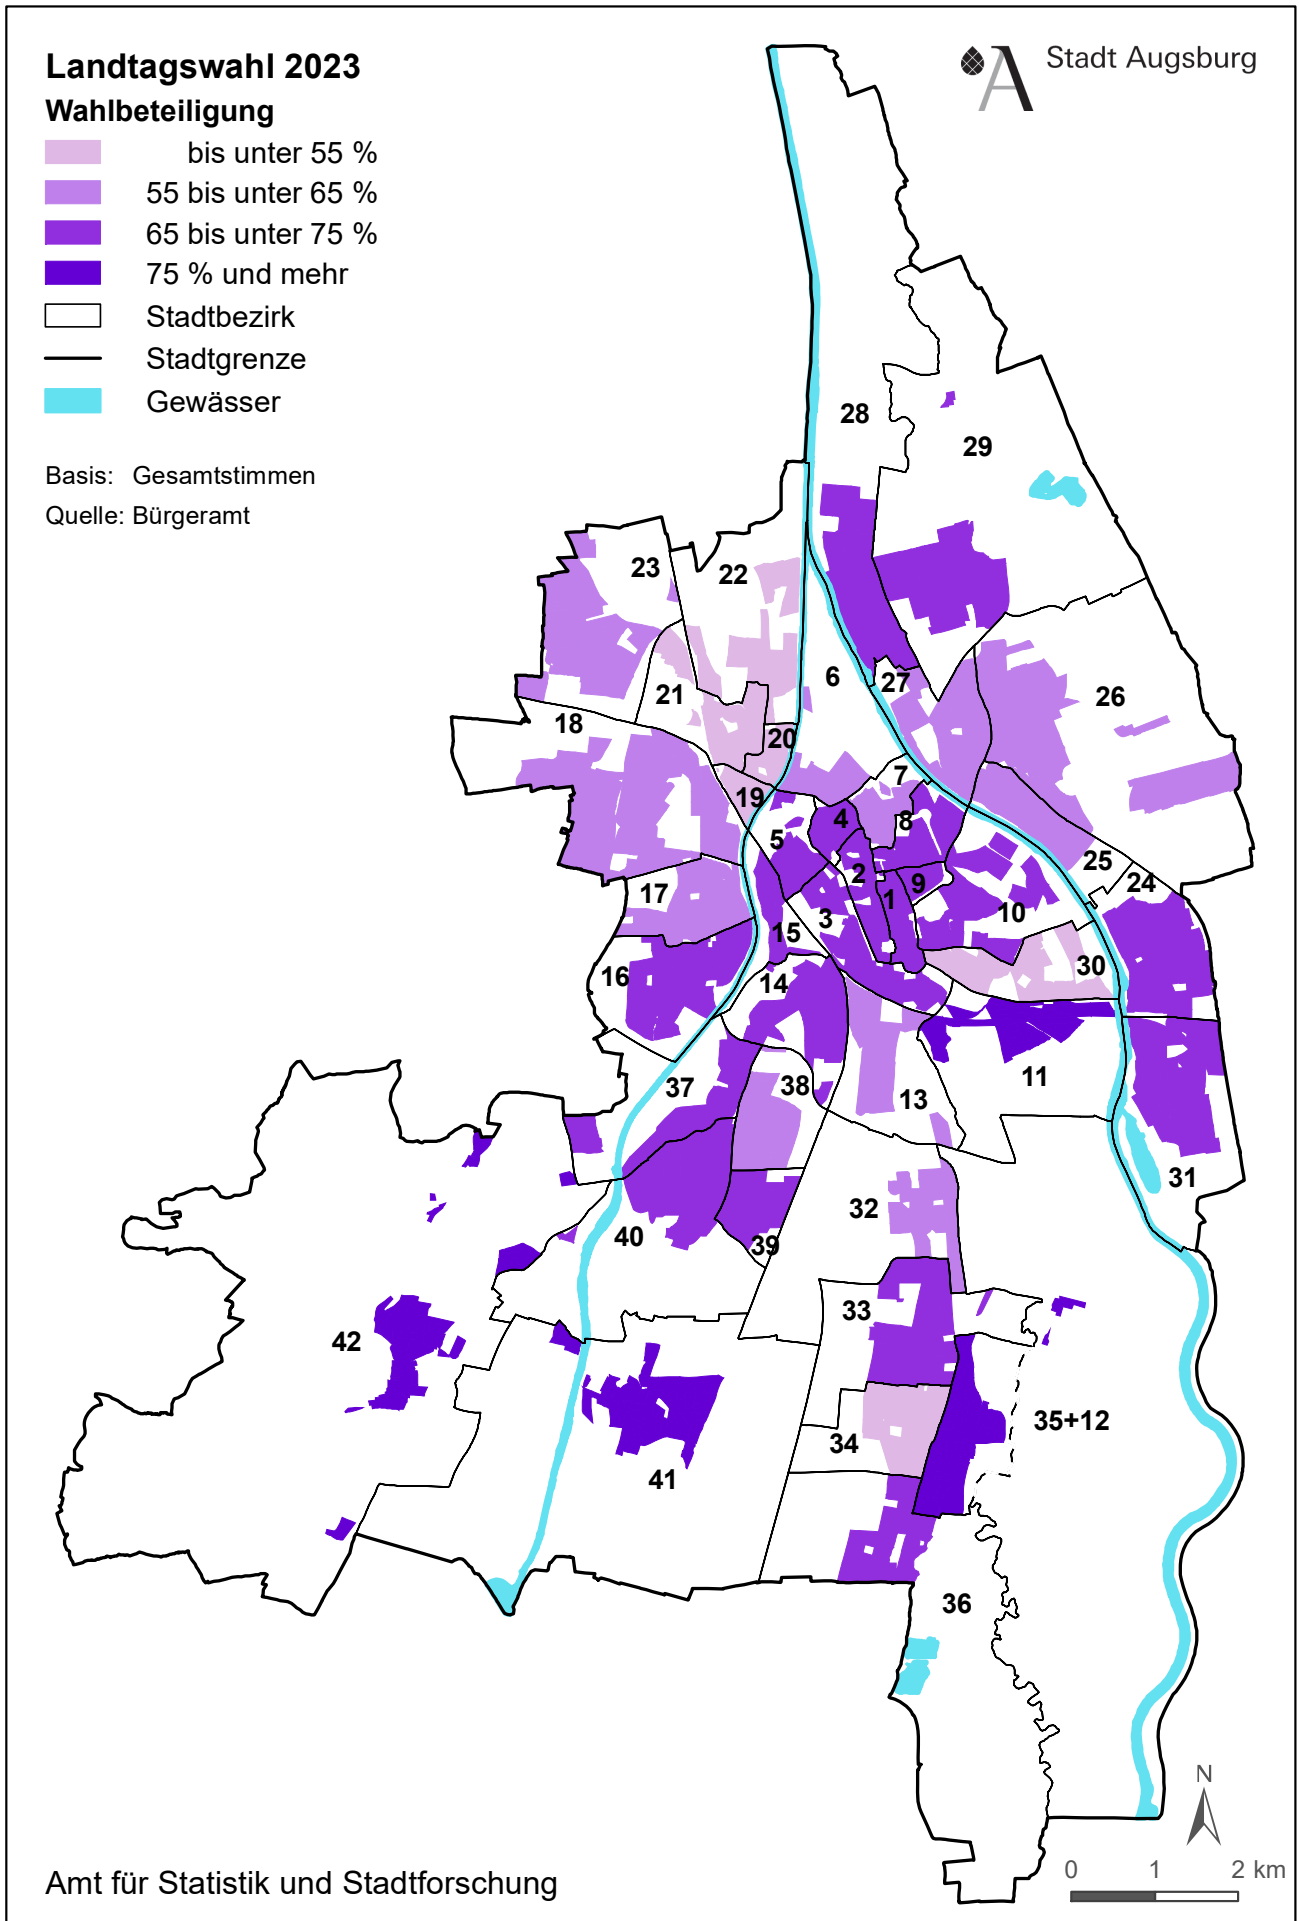 Landtagswahl 2023
Wahlbeteiligung
bis unter 55 %
55 bis unter 65 %
65 bis unter 75 %
75 % und mehr
Stadtbezirk
Stadtgrenze
Gewässer
Basis: Gesamtstimmen
Quelle: Bürgeramt
A Stadt Augsburg
28
29
23
22
6
27
21
26
18
20
7
19
4
8
5
25
2
24
17
9
1
10
3
15
30
16
14
11
37
38
13
31
32
40
39
33
42
35+12
34
41
36
N
0 1 2 km
Amt für Statistik und Stadtforschung